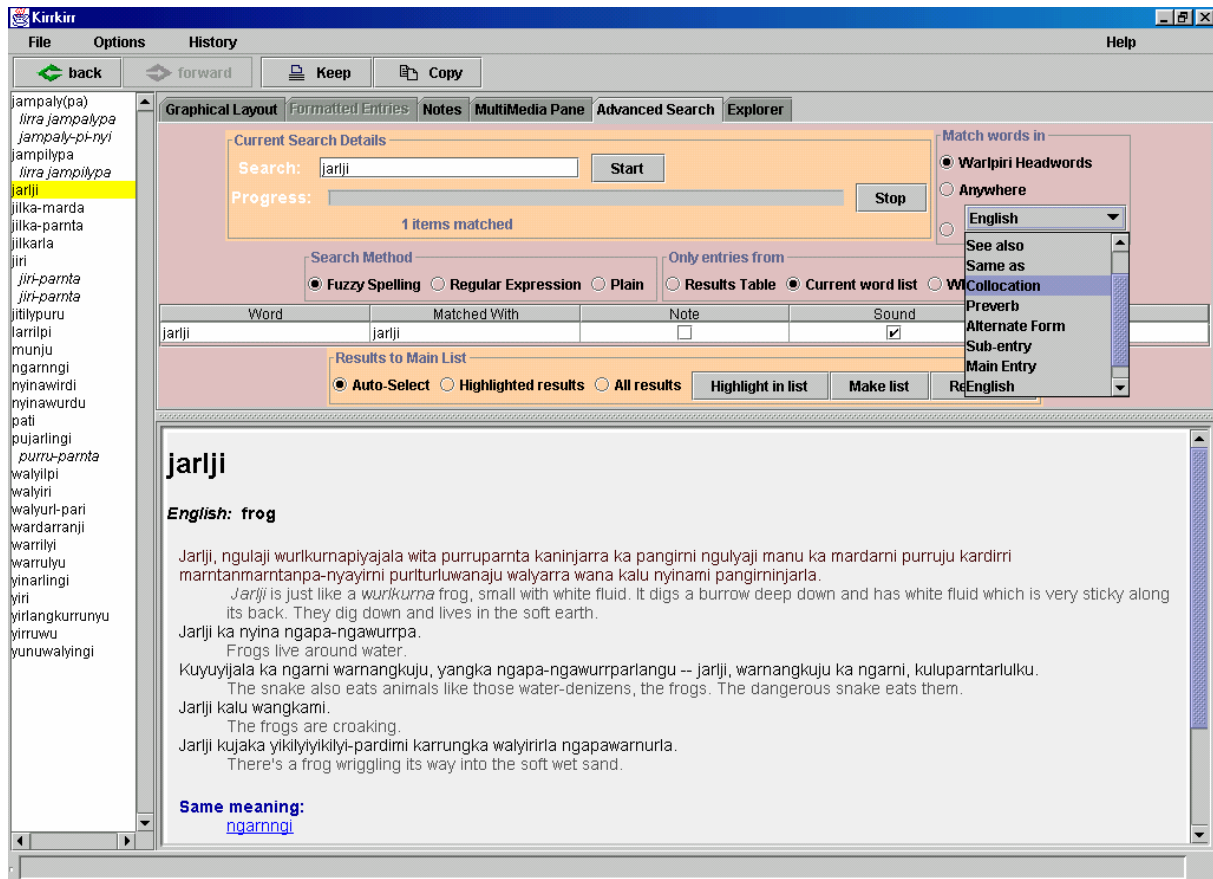 Kirrkirr
File Options History Help
back forward Keep Copy
jampaly(pa)
lirra jampalypa
jampaly-pi-nyi
jampilypa
lirra jampilypa
jarlji
jilka-marda
jilka-parnta
jilkarla
jiri
jiri-parnta
jiri-parnta
jitilypuru
larrilpi
munju
ngarnngi
nyinawirdi
nyinawurdu
pati
pujarlingi
purru-parnta
walyilpi
walyiri
walyurl-pari
wardarranji
warrilyi
warrulyu
yinarlingi
yiri
yirlangkurrunyu
yirruwu
yunuwalyingi
Graphical Layout Formatted Entries Notes MultiMedia Pane Advanced Search Explorer
Current Search Details
Search: jarlji Start
Progress: Stop
1 items matched
Match words in
Warlpiri Headwords
Anywhere
English
See also
Same as
Collocation
Preverb
Alternate Form
Sub-entry
Main Entry
English
Search Method
Fuzzy Spelling Regular Expression Plain
Only entries from
Results Table Current word list
Word Matched With Note Sound
jarlji jarlji
Results to Main List
Auto-Select Highlighted results All results Highlight in list Make list Re
jarlji
English: frog
Jarlji, ngulaji wurlkurnapiyajala wita purruparnta kaninjarra ka pangirni ngulyaji manu ka mardarni purruju kardirri
marntanmarntanpa-nyayirni purlturluwanaju walyarra wana kalu nyinami pangirninjarla.
Jarlji is just like a wurlkurna frog, small with white fluid. It digs a burrow deep down and has white fluid which is very sticky along
its back. They dig down and lives in the soft earth.
Jarlji ka nyina ngapa-ngawurrpa.
Frogs live around water.
Kuyuyijala ka ngarni warnangkuju, yangka ngapa-ngawurrparlangu -- jarlji, warnangkuju ka ngarni, kuluparntarlulku.
The snake also eats animals like those water-denizens, the frogs. The dangerous snake eats them.
Jarlji kalu wangkami.
The frogs are croaking.
Jarlji kujaka yikilyiyikilyi-pardimi karrungka walyirirla ngapawarnurla.
There's a frog wriggling its way into the soft wet sand.
Same meaning:
ngarnngi